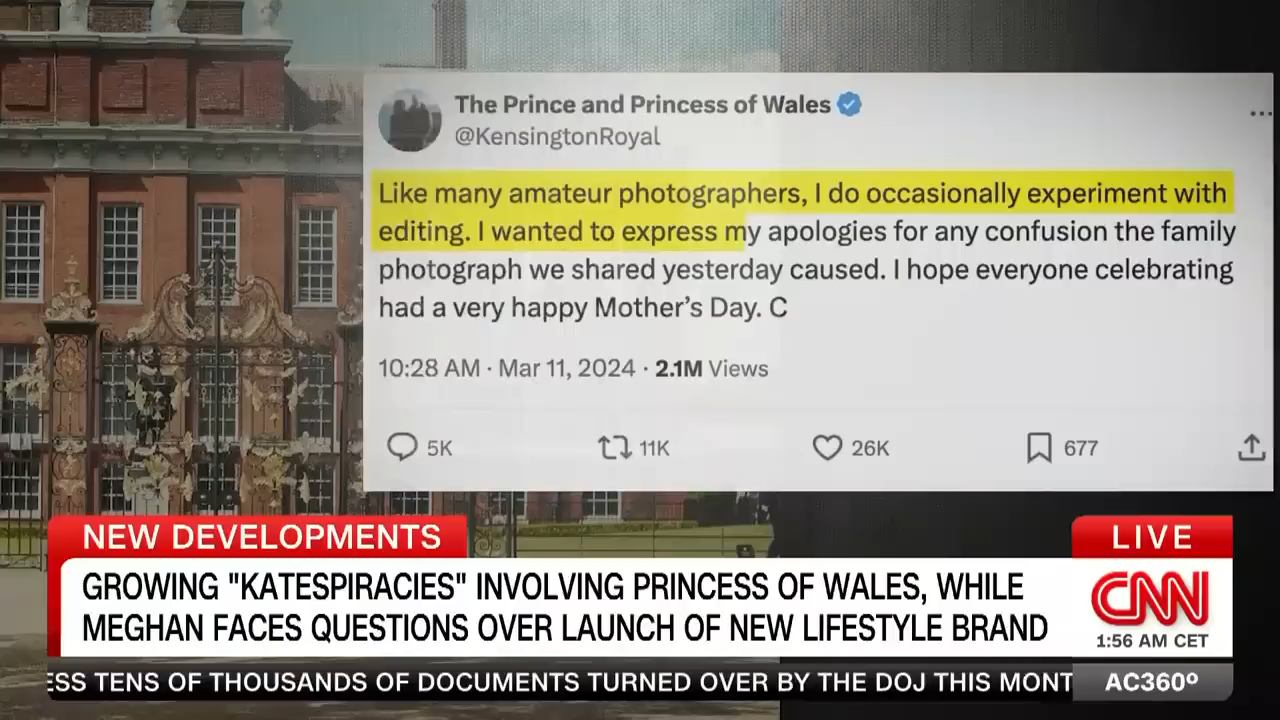 The Prince and Princess of Wales
@KensingtonRoyal
Like many amateur photographers, I do occasionally experiment with
editing. I wanted to express my apologies for any confusion the family
photograph we shared yesterday caused. I hope everyone celebrating
had a very happy Mother’s Day. C
10:28 AM · Mar 11, 2024 · 2.1M Views
5K 11K 26K 677
NEW DEVELOPMENTS
LIVE
GROWING "KATESPIRACIES" INVOLVING PRINCESS OF WALES, WHILE
MEGHAN FACES QUESTIONS OVER LAUNCH OF NEW LIFESTYLE BRAND
CNN
1:56 AM CET
ESS TENS OF THOUSANDS OF DOCUMENTS TURNED OVER BY THE DOJ THIS MONT
AC360º